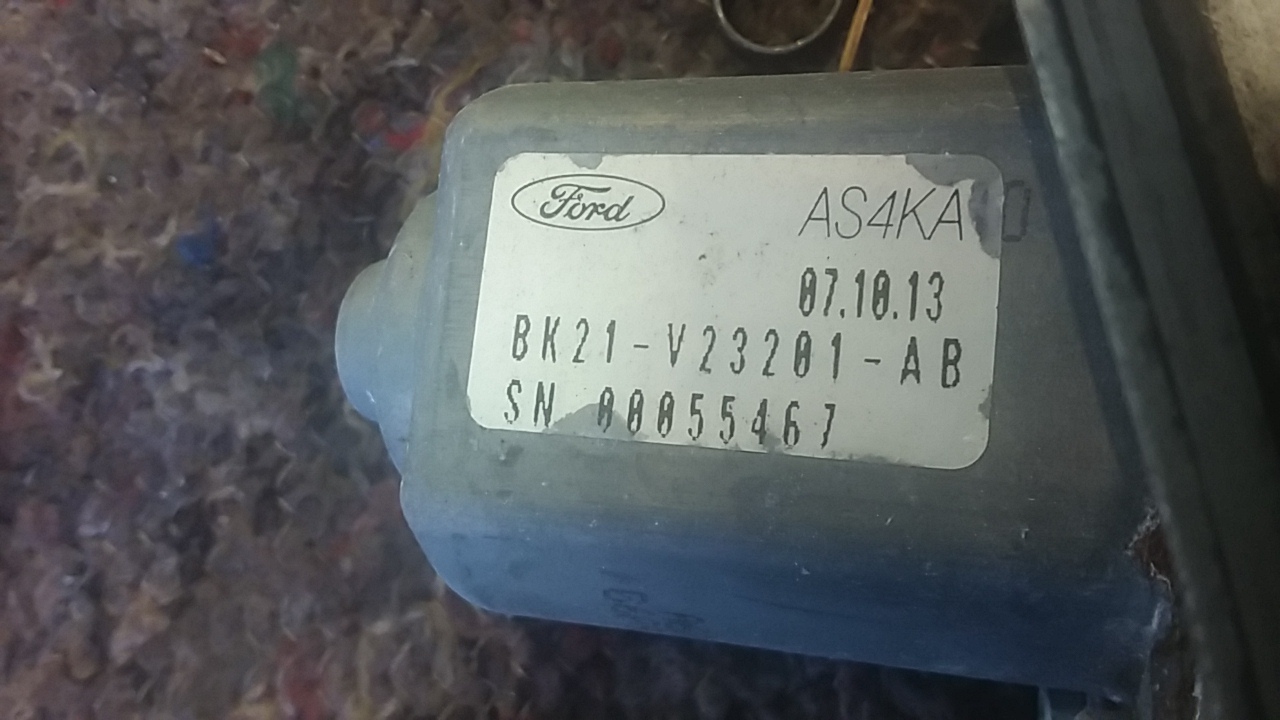 Ford AS4KA
07.10.13
BK21-V23201-AB
SN 00055467